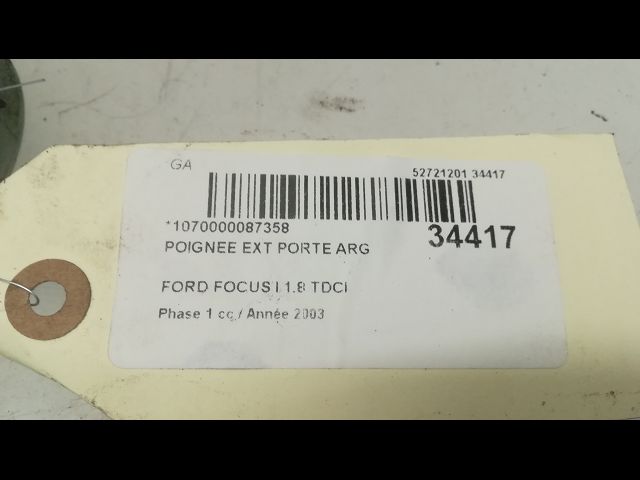 GA
52721201 34417
*1070000087358
34417
POIGNEE EXT PORTE ARG
FORD FOCUS I 1.8 TDCI
Phase 1 cc / Année 2003